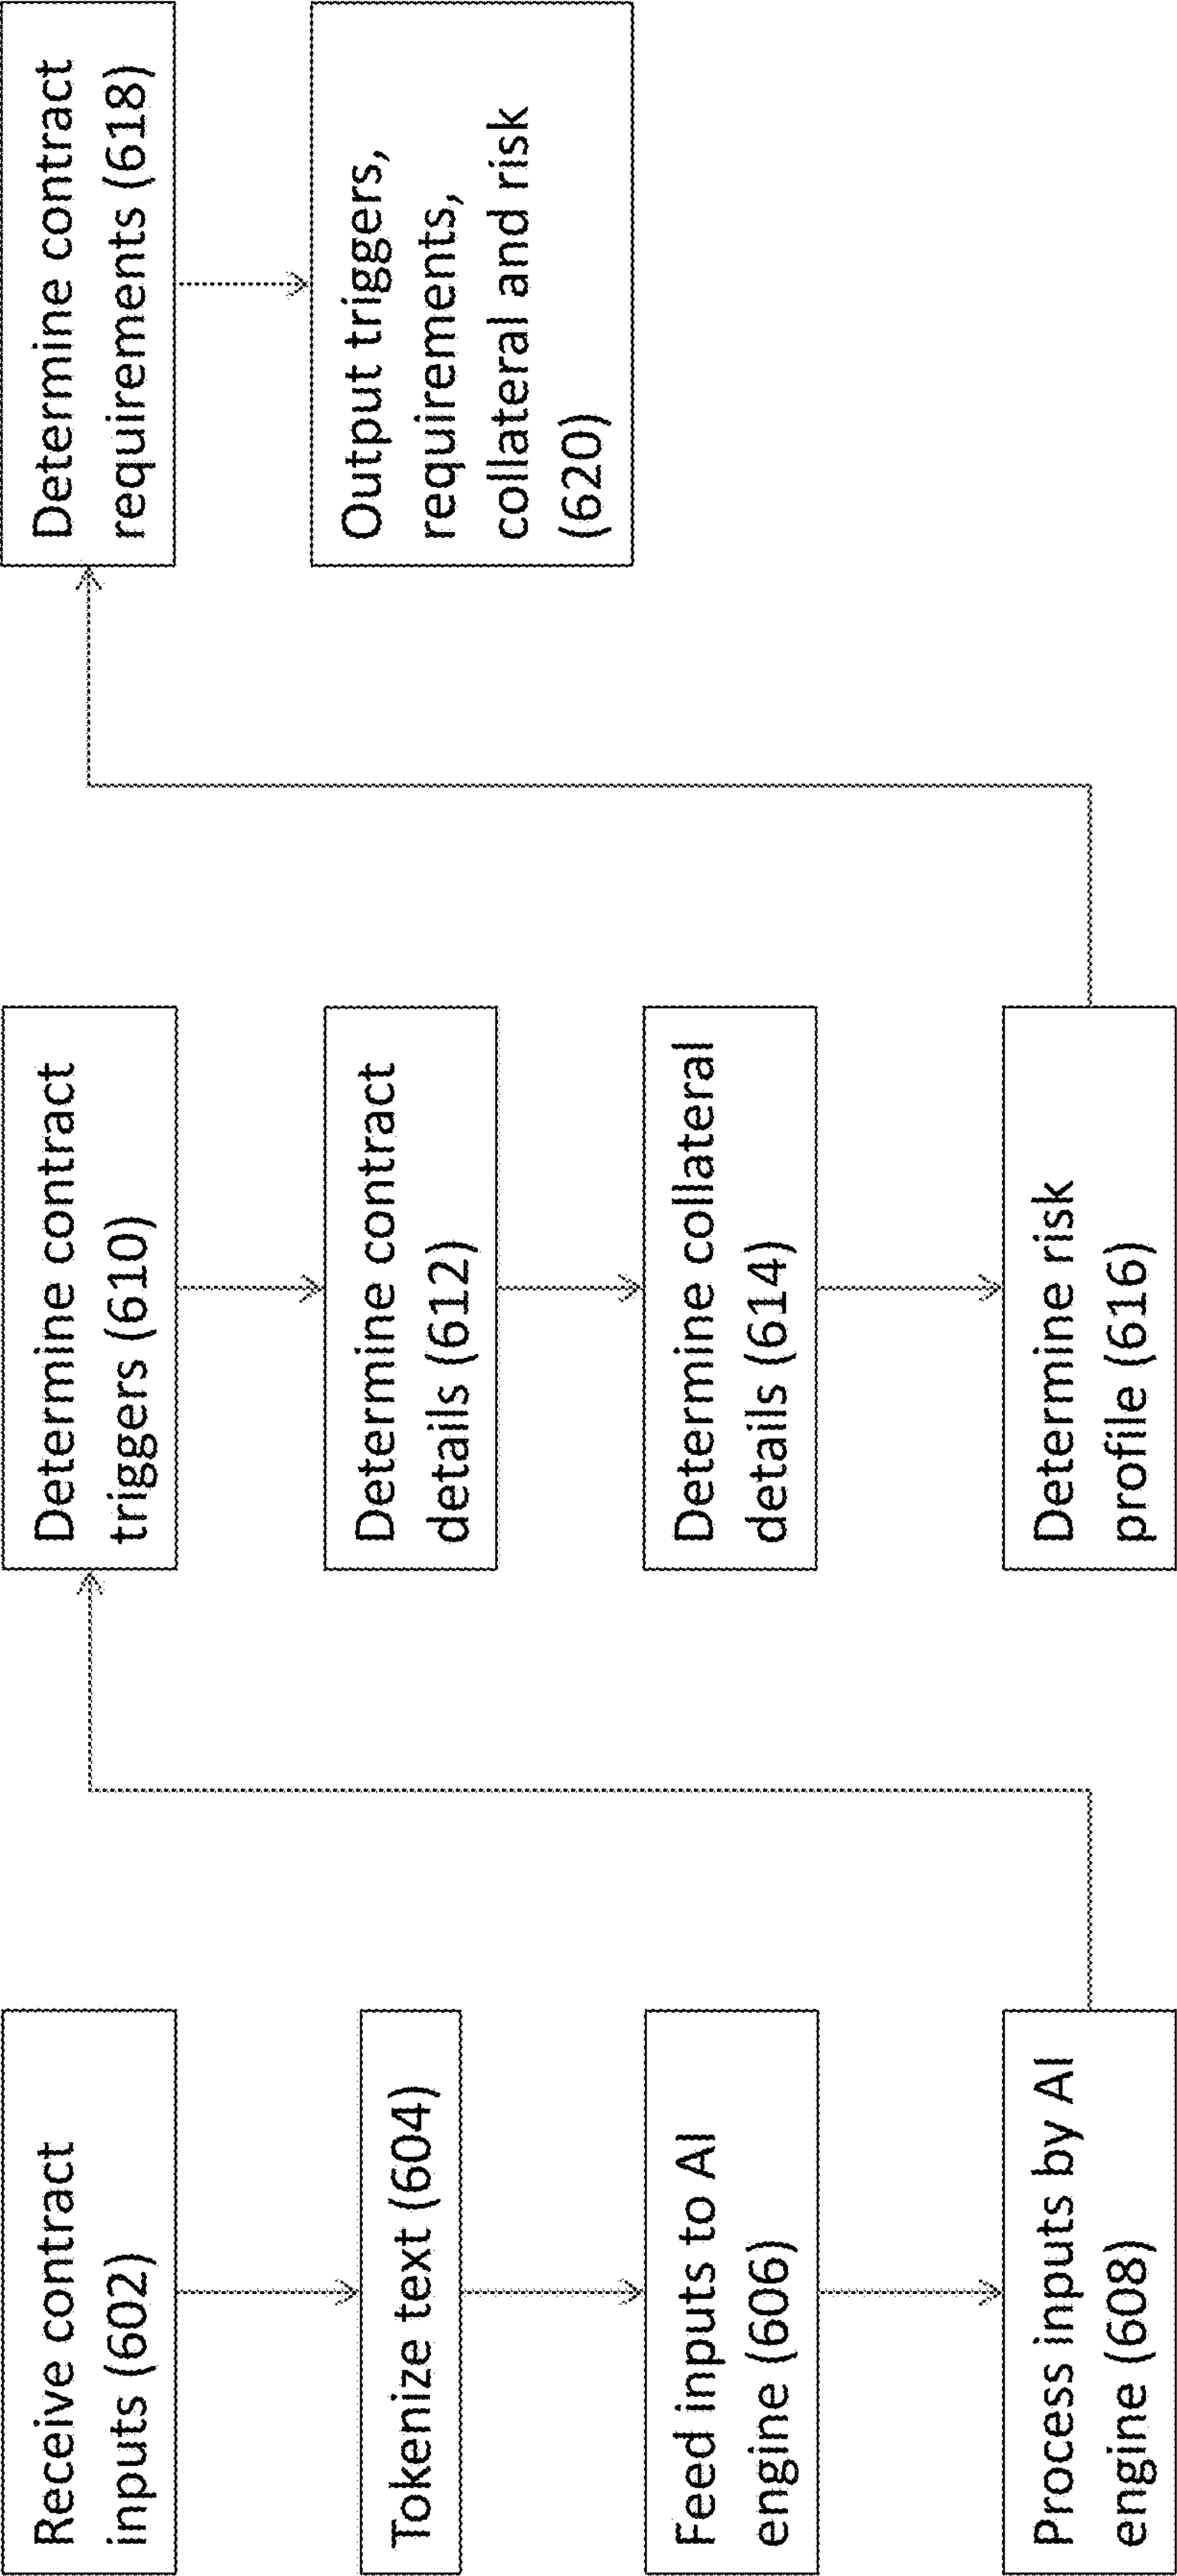 Receive contract
inputs (602)
Tokenize text (604)
Feed inputs to AI
engine (606)
Process inputs by AI
engine (608)
Determine contract
triggers (610)
Determine contract
details (612)
Determine collateral
details (614)
Determine risk
profile (616)
Determine contract
requirements (618)
Output triggers,
requirements,
collateral and risk
(620)